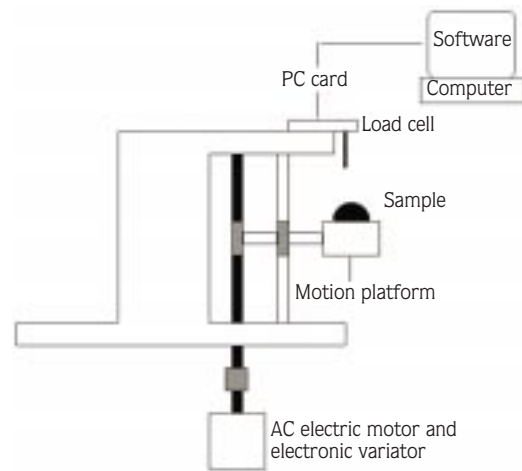 Software
Computer
PC card
Load cell
Sample
Motion platform
AC electric motor and
electronic variator